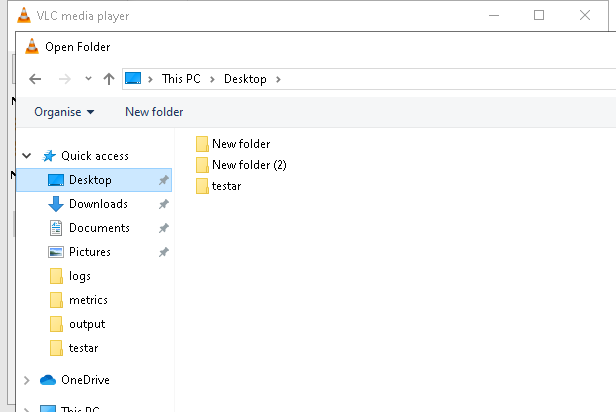 VLC media player
Open Folder
This PC > Desktop >
Organise New folder
Quick access
Desktop
Downloads
Documents
Pictures
logs
metrics
output
testar
OneDrive
This PC
New folder
New folder (2)
testar